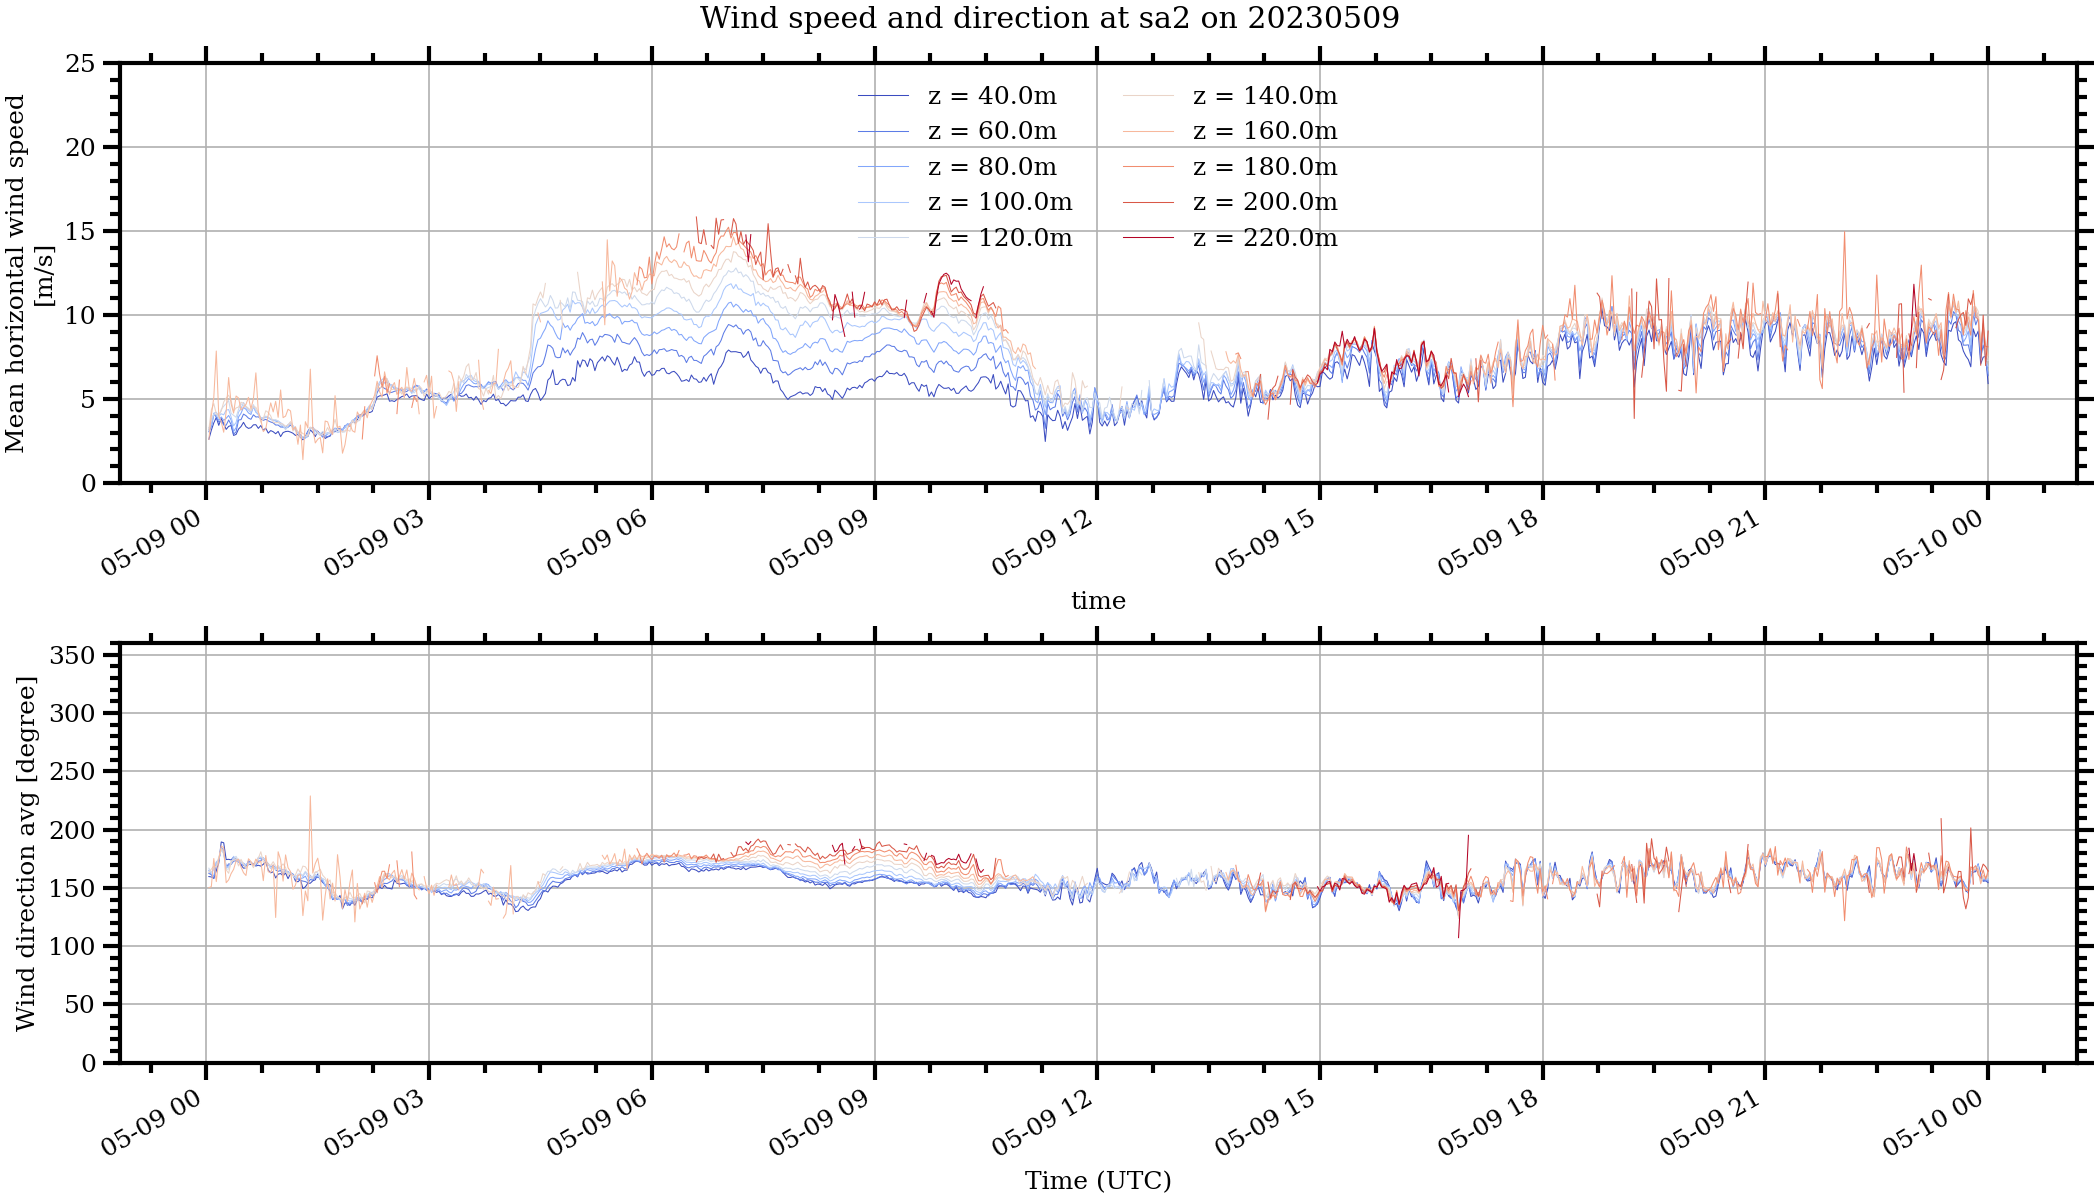 Wind speed and direction at sa2 on 20230509
Mean horizontal wind speed
[m/s]
25
20
15
10
5
0
z = 40.0m
z = 60.0m
z = 80.0m
z = 100.0m
z = 120.0m
z = 140.0m
z = 160.0m
z = 180.0m
z = 200.0m
z = 220.0m
05-09 00
05-09 03
05-09 06
05-09 09
05-09 12
05-09 15
05-09 18
05-09 21
05-10 00
time
Wind direction avg [degree]
350
300
250
200
150
100
50
0
05-09 00
05-09 03
05-09 06
05-09 09
05-09 12
05-09 15
05-09 18
05-09 21
05-10 00
Time (UTC)